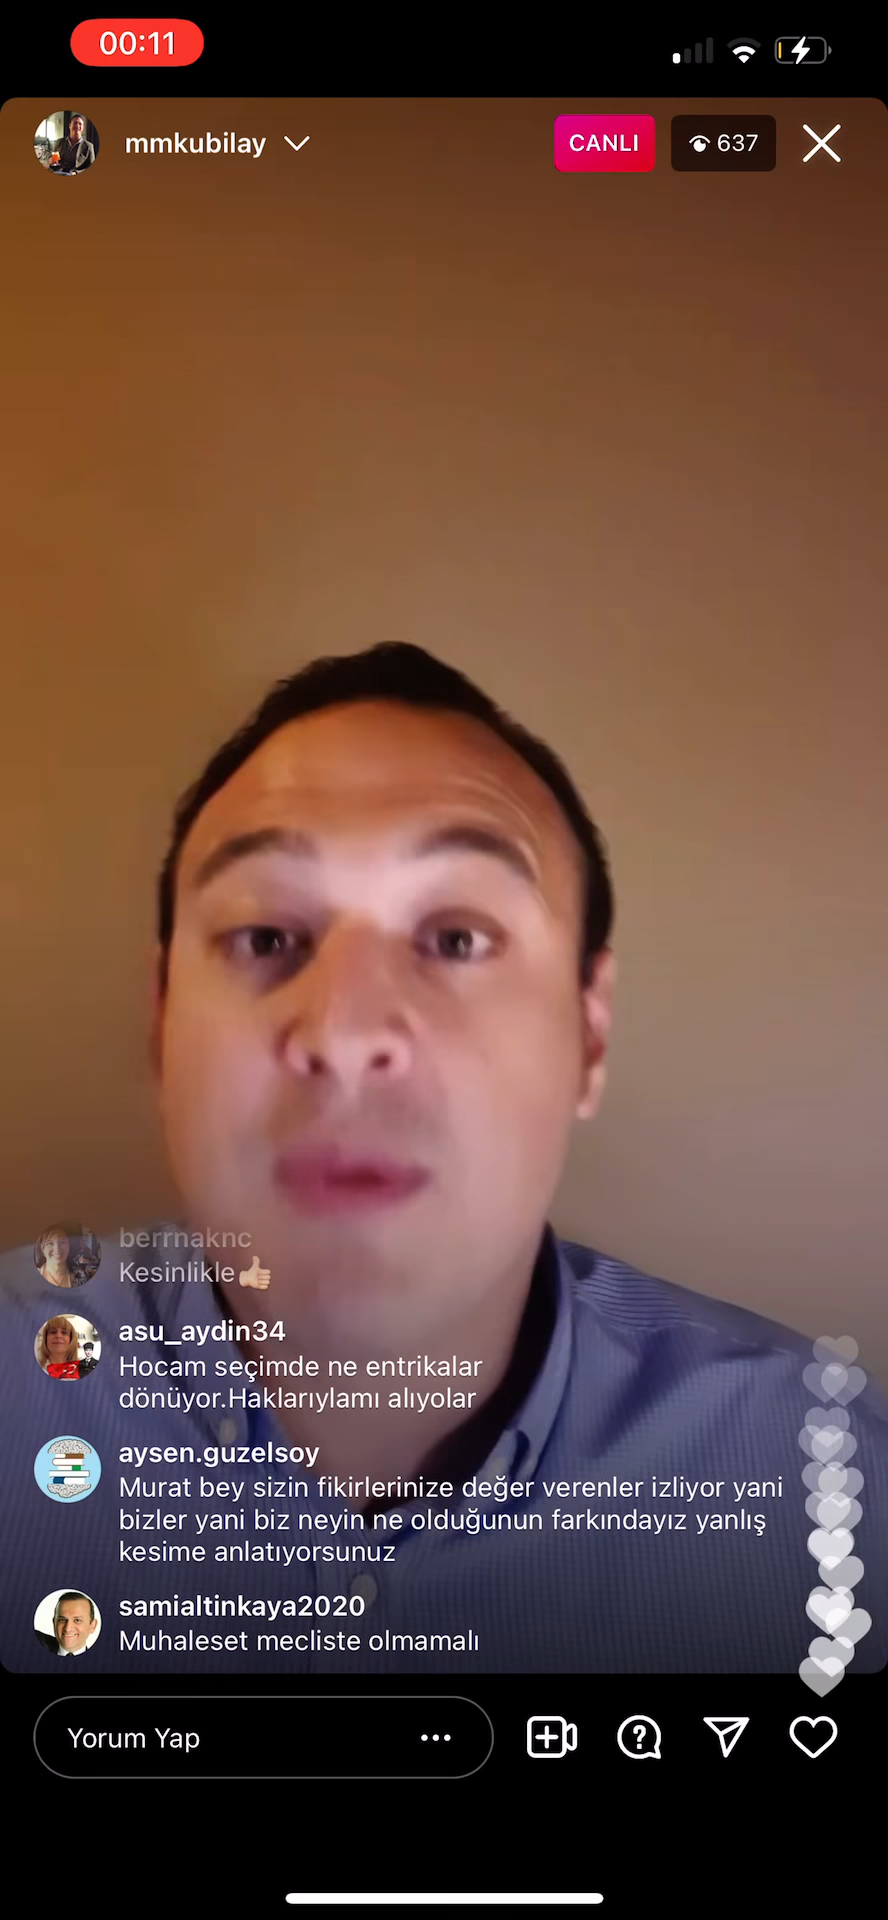 00:11
mmkubilay
CANLI
637
berrnaknc
Kesinlikle👍🏻
asu_aydin34
Hocam seçimde ne entrikalar
dönüyor.Haklarıylamı alıyolar
aysen.guzelsoy
Murat bey sizin fikirlerinize değer verenler izliyor yani
bizler yani biz neyin ne olduğunun farkındayız yanlış
kesime anlatıyorsunuz
samialtinkaya2020
Muhaleset mecliste olmamalı
Yorum Yap